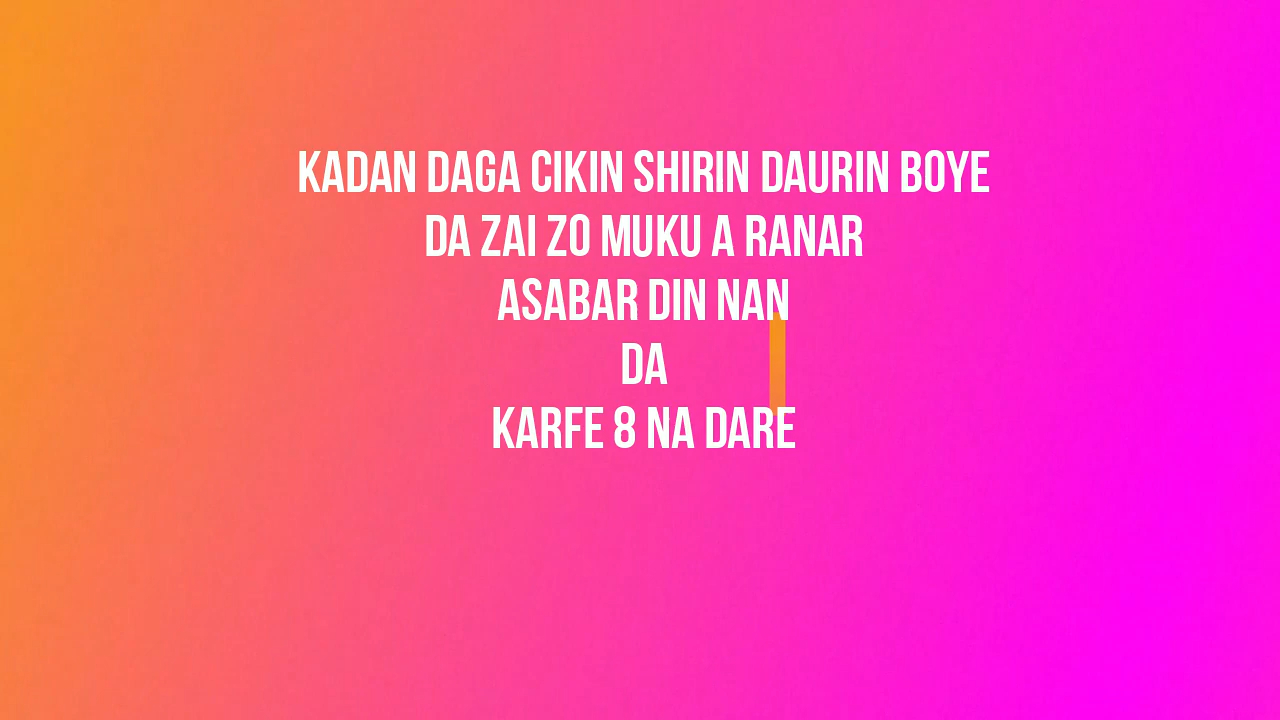 KADAN DAGA CIKIN SHIRIN DAURIN BOYE
DA ZAI ZO MUKU A RANAR
ASABAR DIN NAN
DA
KARFE 8 NA DARE